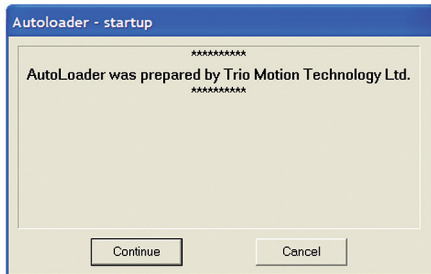 Autoloader - startup
**********
AutoLoader was prepared by Trio Motion Technology Ltd.
**********
Continue
Cancel